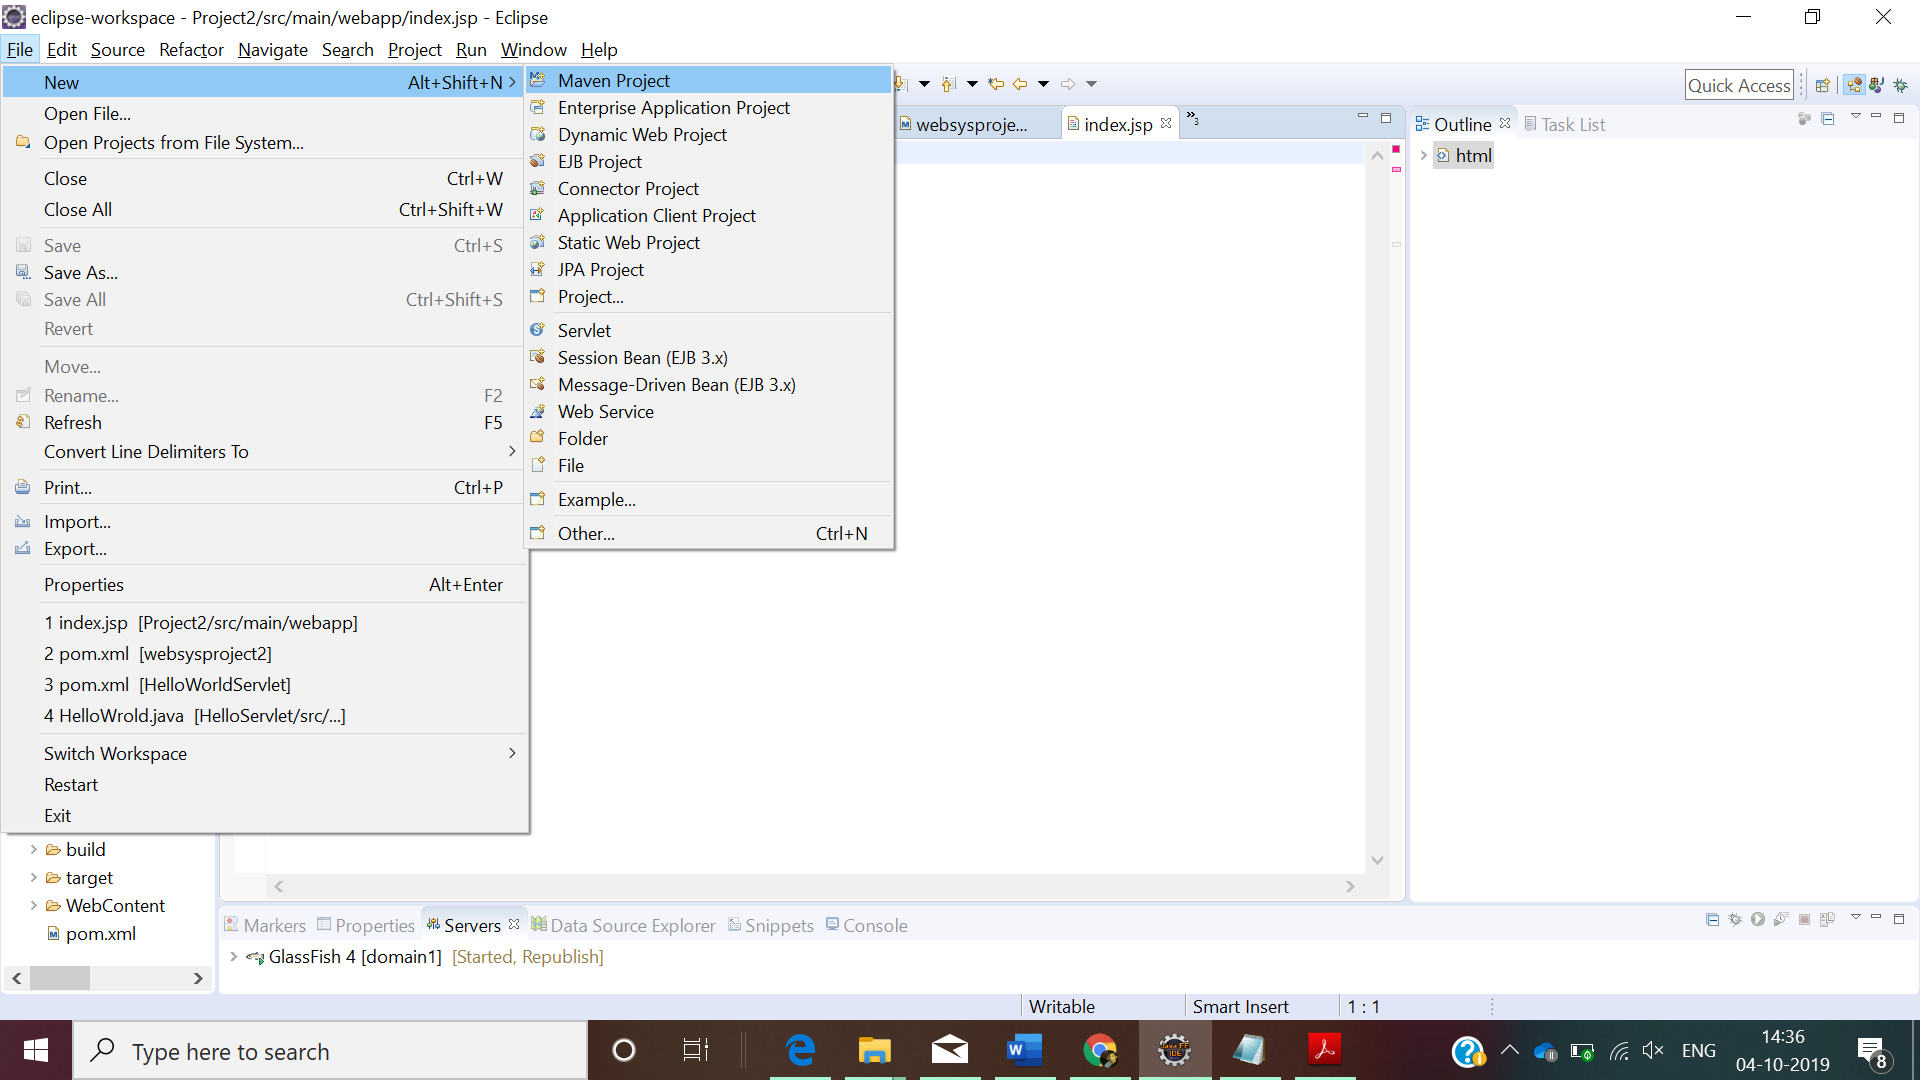 eclipse-workspace - Project2/src/main/webapp/index.jsp - Eclipse
File Edit Source Refactor Navigate Search Project Run Window Help
New Alt+Shift+N
Open File...
Open Projects from File System...
Close Ctrl+W
Close All Ctrl+Shift+W
Save Ctrl+S
Save As...
Save All Ctrl+Shift+S
Revert
Move...
Rename... F2
Refresh F5
Convert Line Delimiters To
Print... Ctrl+P
Import...
Export...
Properties Alt+Enter
1 index.jsp [Project2/src/main/webapp]
2 pom.xml [websysproject2]
3 pom.xml [HelloWorldServlet]
4 HelloWrold.java [HelloServlet/src/...]
Switch Workspace
Restart
Exit
Maven Project
Enterprise Application Project
Dynamic Web Project
EJB Project
Connector Project
Application Client Project
Static Web Project
JPA Project
Project...
Servlet
Session Bean (EJB 3.x)
Message-Driven Bean (EJB 3.x)
Web Service
Folder
File
Example...
Other... Ctrl+N
Quick Access
websysproje... index.jsp 3
Outline Task List
html
build
target
WebContent
pom.xml
Markers Properties Servers Data Source Explorer Snippets Console
GlassFish 4 [domain1] [Started, Republish]
Writable Smart Insert 1 : 1
Type here to search
ENG
14:36
04-10-2019
8